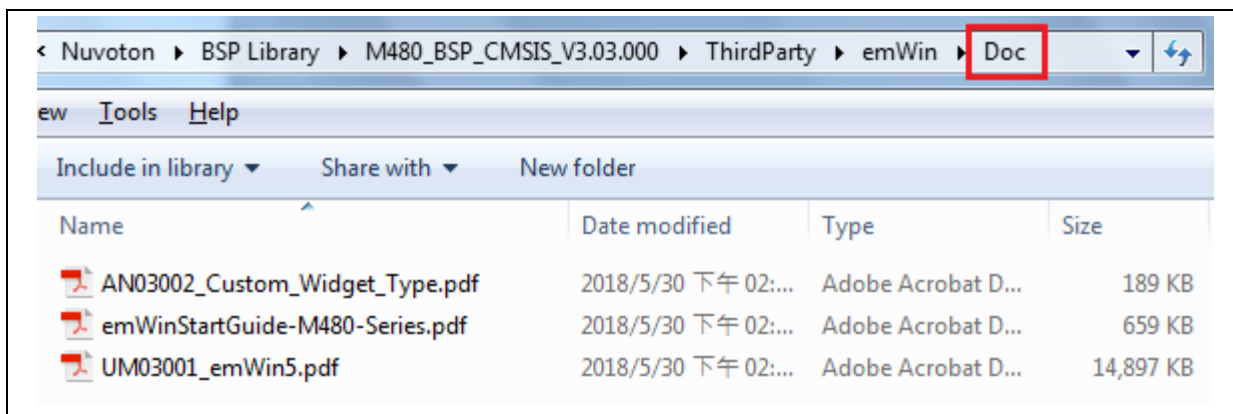 Nuvoton ▸ BSP Library ▸ M480_BSP_CMSIS_V3.03.000 ▸ ThirdParty ▸ emWin ▸ Doc
ew Tools Help
Include in library Share with New folder
Name Date modified Type Size
AN03002_Custom_Widget_Type.pdf 2018/5/30 下午 02:... Adobe Acrobat D... 189 KB
emWinStartGuide-M480-Series.pdf 2018/5/30 下午 02:... Adobe Acrobat D... 659 KB
UM03001_emWin5.pdf 2018/5/30 下午 02:... Adobe Acrobat D... 14,897 KB